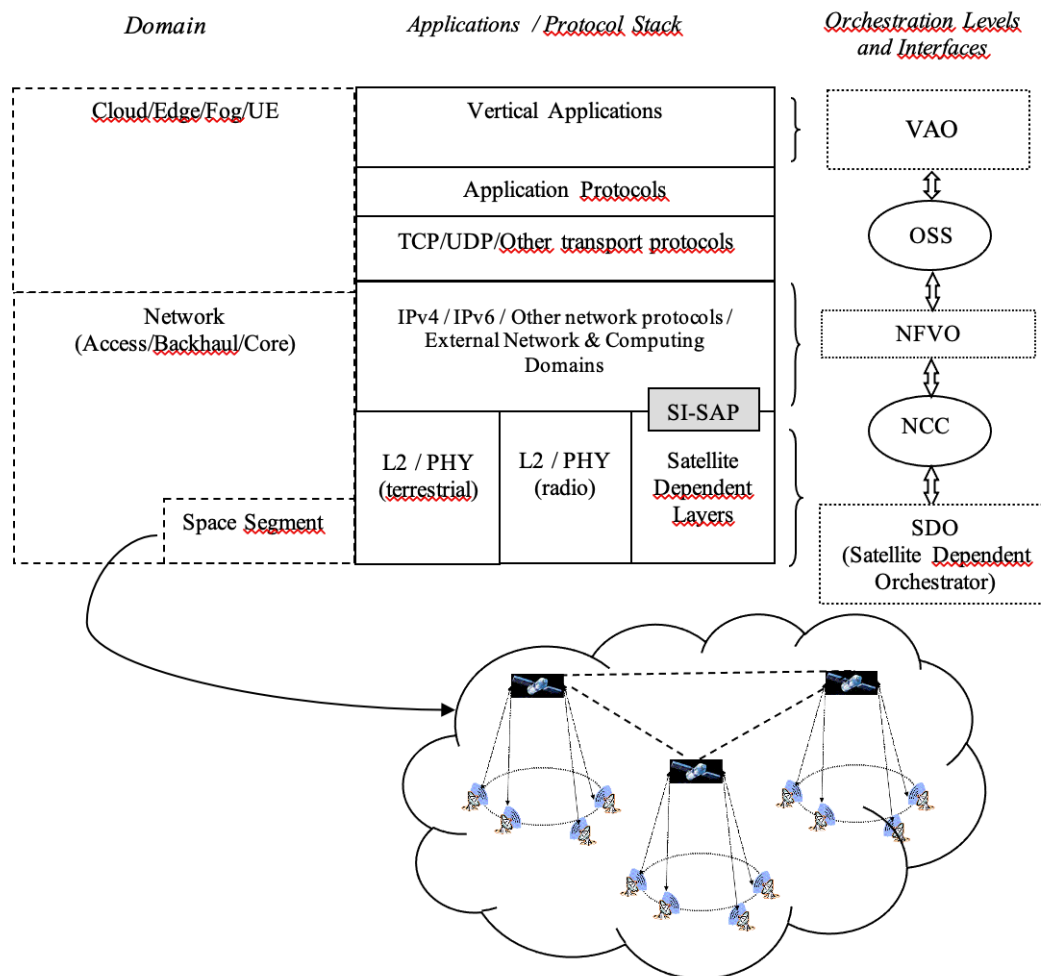 Domain
Applications / Protocol Stack
Orchestration Levels
and Interfaces
Cloud/Edge/Fog/UE
Vertical Applications
VAO
Application Protocols
TCP/UDP/Other transport protocols
OSS
Network
(Access/Backhaul/Core)
IPv4 / IPv6 / Other network protocols /
External Network & Computing
Domains
NFVO
SI-SAP
NCC
L2 / PHY
(terrestrial)
L2 / PHY
(radio)
Satellite
Dependent
Layers
Space Segment
SDO
(Satellite Dependent
Orchestrator)